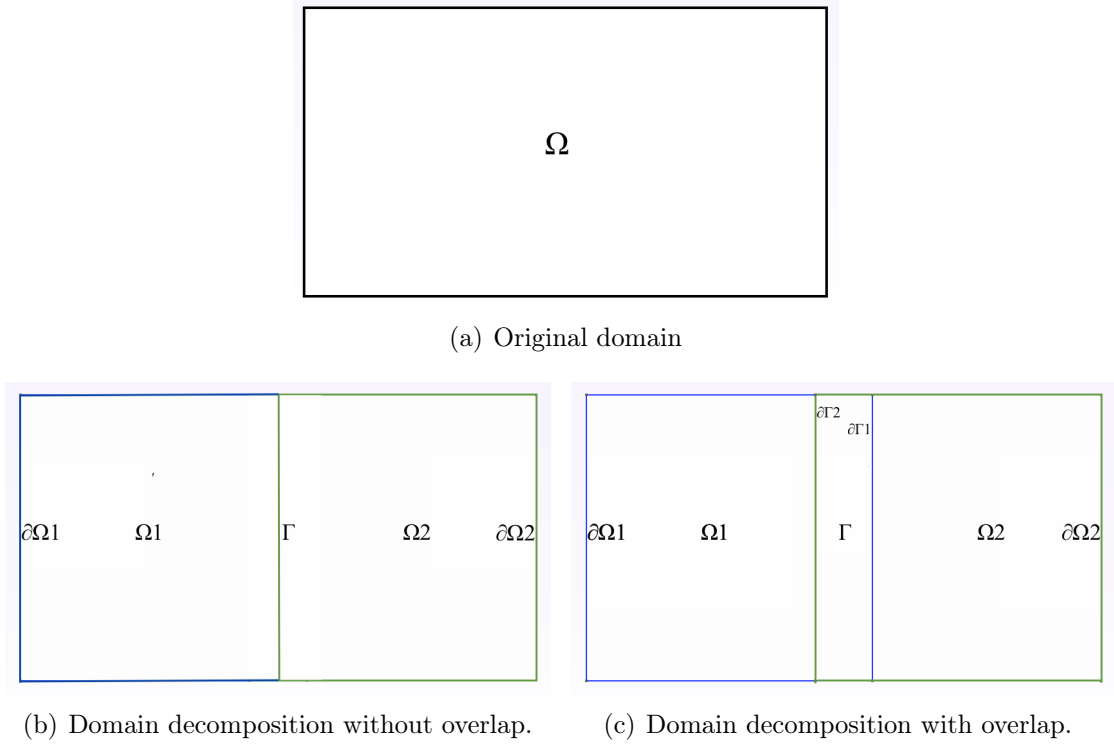 Ω
(a) Original domain
∂Ω1 Ω1 Γ Ω2 ∂Ω2
(b) Domain decomposition without overlap.
∂Γ2
∂Γ1
∂Ω1 Ω1 Γ Ω2 ∂Ω2
(c) Domain decomposition with overlap.